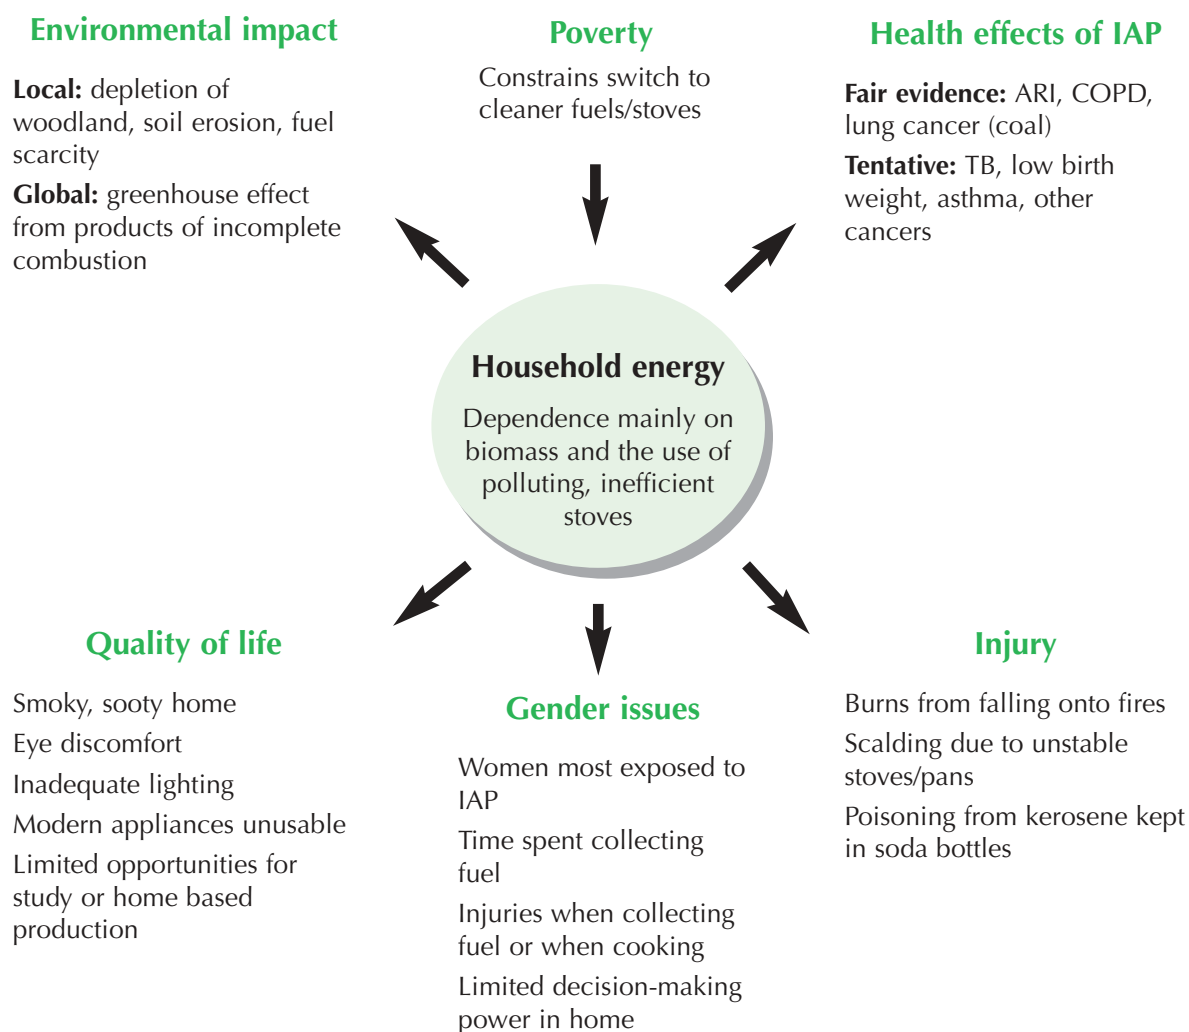 Environmental impact
Local: depletion of
woodland, soil erosion, fuel
scarcity
Global: greenhouse effect
from products of incomplete
combustion
Poverty
Constrains switch to
cleaner fuels/stoves
Health effects of IAP
Fair evidence: ARI, COPD,
lung cancer (coal)
Tentative: TB, low birth
weight, asthma, other
cancers
Household energy
Dependence mainly on
biomass and the use of
polluting, inefficient
stoves
Quality of life
Smoky, sooty home
Eye discomfort
Inadequate lighting
Modern appliances unusable
Limited opportunities for
study or home based
production
Gender issues
Women most exposed to
IAP
Time spent collecting
fuel
Injuries when collecting
fuel or when cooking
Limited decision-making
power in home
Injury
Burns from falling onto fires
Scalding due to unstable
stoves/pans
Poisoning from kerosene kept
in soda bottles